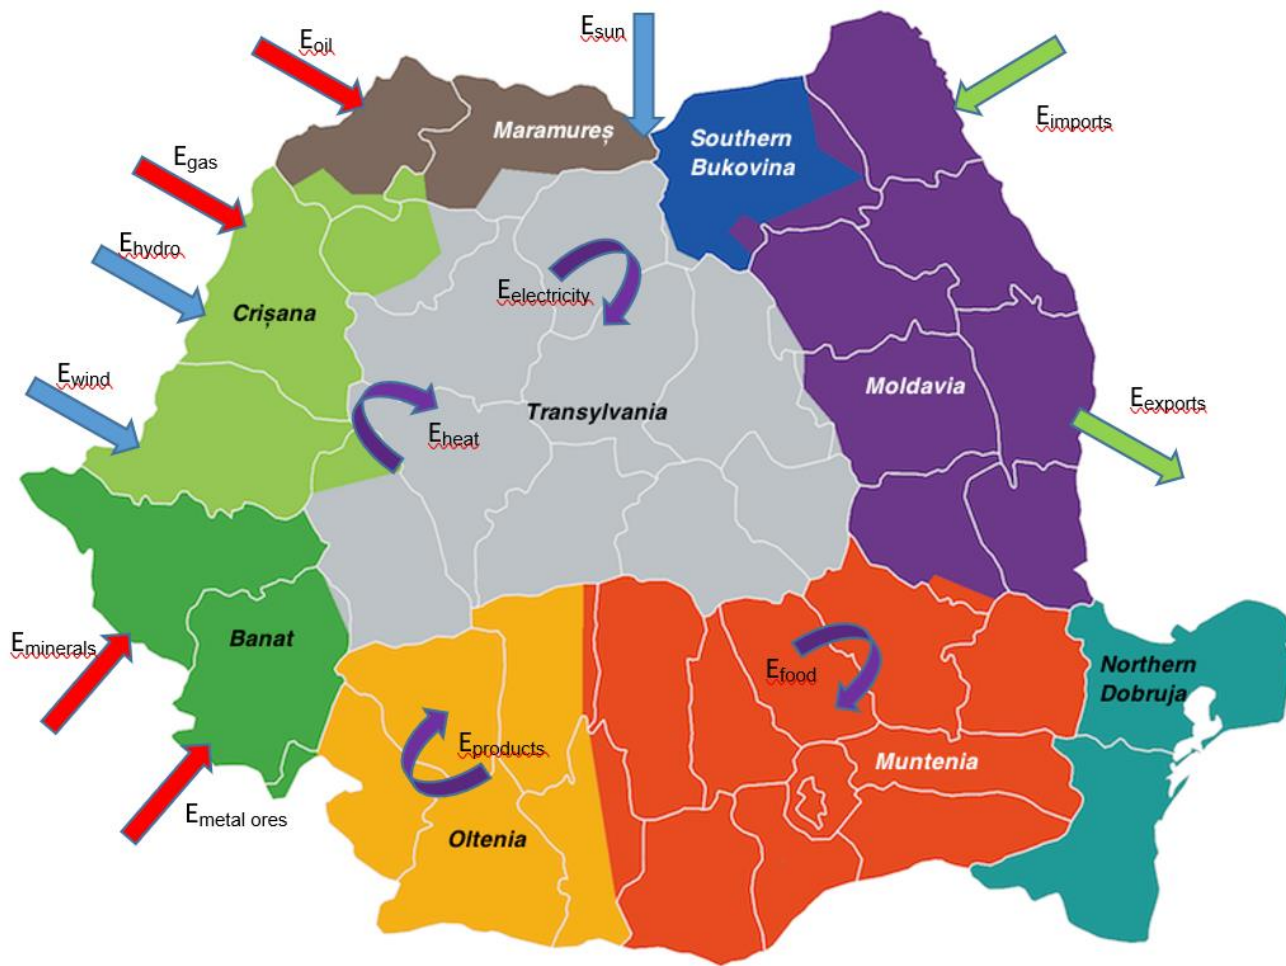 Esun
Eoil
Eimports
Maramureș
Southern
Bukovina
Egas
Ehydro
Eelectricity
Crișana
Ewind
Moldavia
Eexports
Transylvania
Eheat
Eminerals
Banat
Efood
Northern
Dobruja
Eproducts
Muntenia
Emetal ores
Oltenia